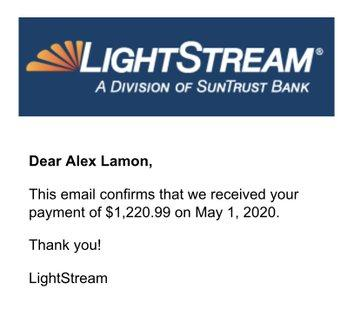 LIGHTSTREAM®
A DIVISION OF SUNTRUST BANK
Dear Alex Lamon,
This email confirms that we received your
payment of $1,220.99 on May 1, 2020.
Thank you!
LightStream